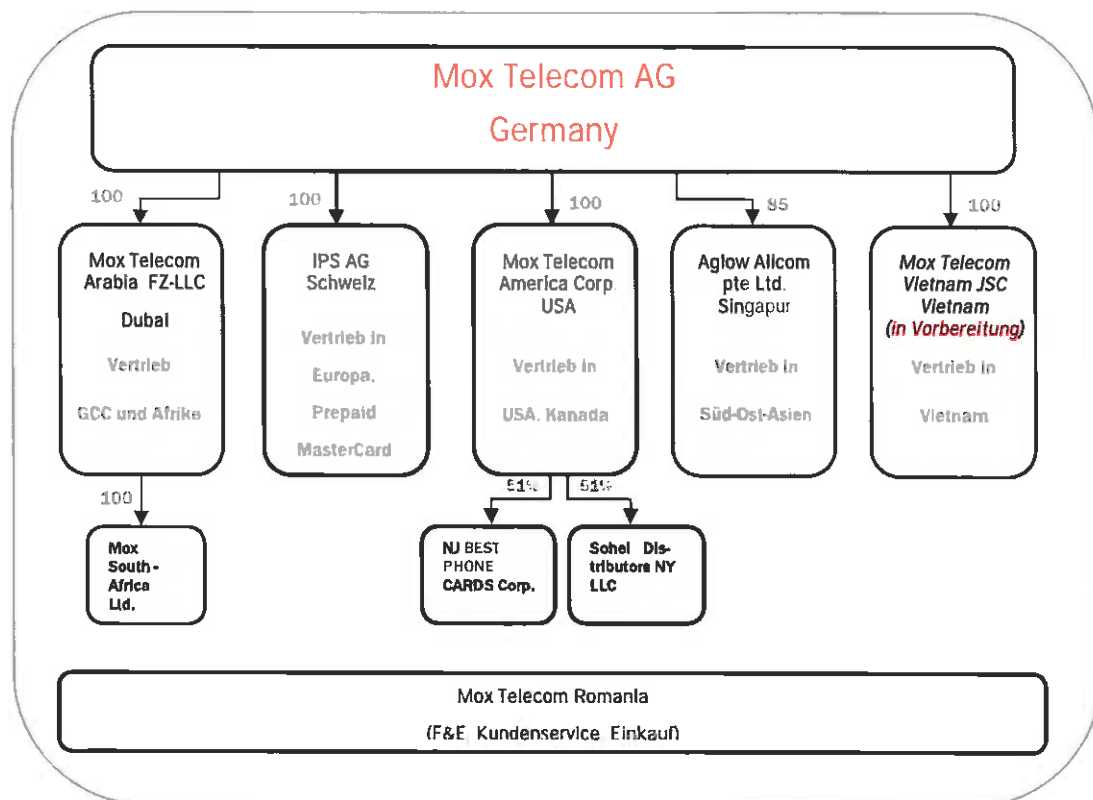 Mox Telecom AG
Germany
100
100
100
95
100
Mox Telecom
Arabia FZ-LLC
Dubai
Vertrieb
GCC und Afrika
IPS AG
Schweiz
Vertrieb in
Europa.
Prepaid
MasterCard
Mox Telecom
America Corp.
USA
Vertrieb in
USA. Kanada
Aglow Alicom
pte Ltd.
Singapur
Vertrieb in
Süd-Ost-Asien
Mox Telecom
Vietnam JSC
Vietnam
(in Vorbereitung)
Vertrieb in
Vietnam
100
51%
51%
Mox
South-
Africa
Ltd.
NJ BEST
PHONE
CARDS Corp.
Sohel Dis-
tributors NY
LLC
Mox Telecom Romania
(F&E Kundenservice Einkauf)